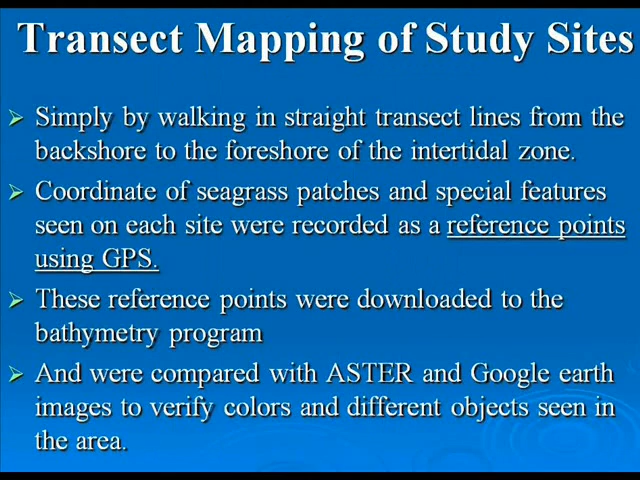 Transect Mapping of Study Sites
Simply by walking in straight transect lines from the
backshore to the foreshore of the intertidal zone.
Coordinate of seagrass patches and special features
seen on each site were recorded as a reference points
using GPS.
These reference points were downloaded to the
bathymetry program
And were compared with ASTER and Google earth
images to verify colors and different objects seen in
the area.